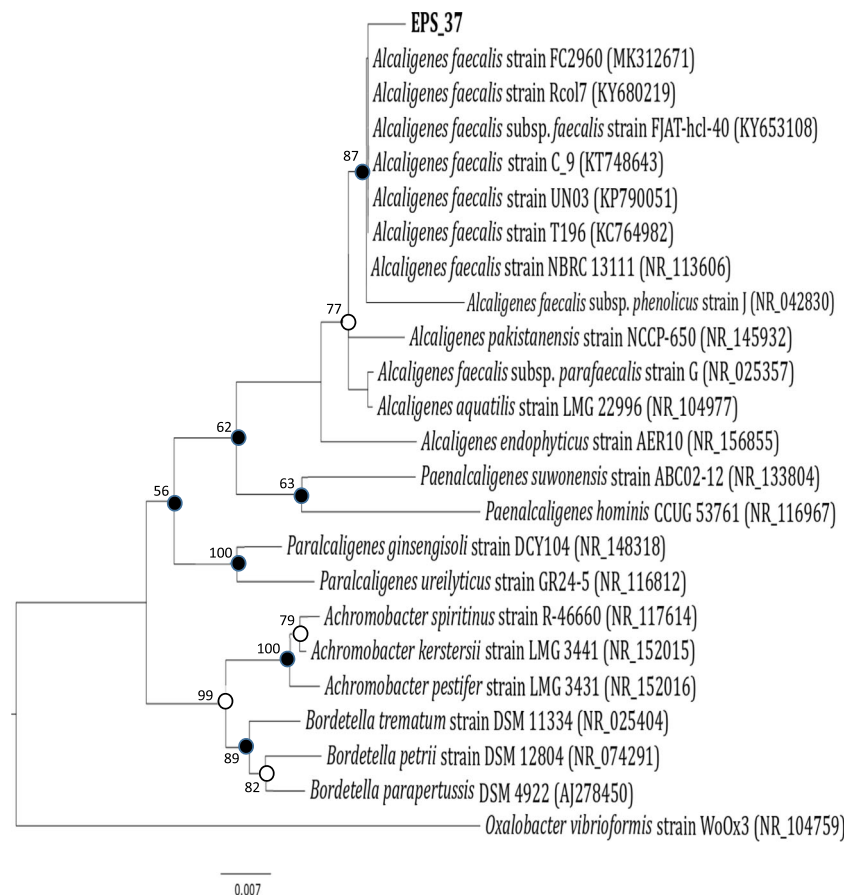 EPS_37
Alcaligenes faecalis strain FC2960 (MK312671)
Alcaligenes faecalis strain Rcol7 (KY680219)
Alcaligenes faecalis subsp. faecalis strain FJAT-hcl-40 (KY653108)
87
Alcaligenes faecalis strain C_9 (KT748643)
Alcaligenes faecalis strain UN03 (KP790051)
Alcaligenes faecalis strain T196 (KC764982)
Alcaligenes faecalis strain NBRC 13111 (NR_113606)
Alcaligenes faecalis subsp. phenolicus strain J (NR_042830)
77
Alcaligenes pakistanensis strain NCCP-650 (NR_145932)
Alcaligenes faecalis subsp. parafaecalis strain G (NR_025357)
Alcaligenes aquatilis strain LMG 22996 (NR_104977)
62
Alcaligenes endophyticus strain AER10 (NR_156855)
Paenalcaligenes suwonensis strain ABC02-12 (NR_133804)
56
63
Paenalcaligenes hominis CCUG 53761 (NR_116967)
Paralcaligenes ginsengisoli strain DCY104 (NR_148318)
100
Paralcaligenes ureilyticus strain GR24-5 (NR_116812)
Achromobacter spiritinus strain R-46660 (NR_117614)
79
Achromobacter kerstersii strain LMG 3441 (NR_152015)
100
Achromobacter pestifer strain LMG 3431 (NR_152016)
99
Bordetella trematum strain DSM 11334 (NR_025404)
Bordetella petrii strain DSM 12804 (NR_074291)
89
82
Bordetella parapertussis DSM 4922 (AJ278450)
Oxalobacter vibrioformis strain WoOx3 (NR_104759)
0.007